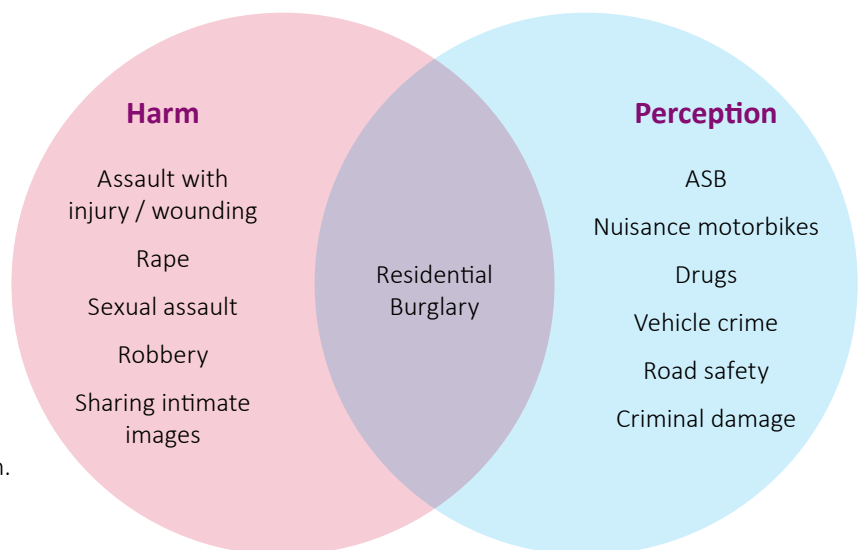 Harm
Assault with
injury / wounding
Rape
Sexual assault
Robbery
Sharing intimate
images
Residential
Burglary
Perception
ASB
Nuisance motorbikes
Drugs
Vehicle crime
Road safety
Criminal damage